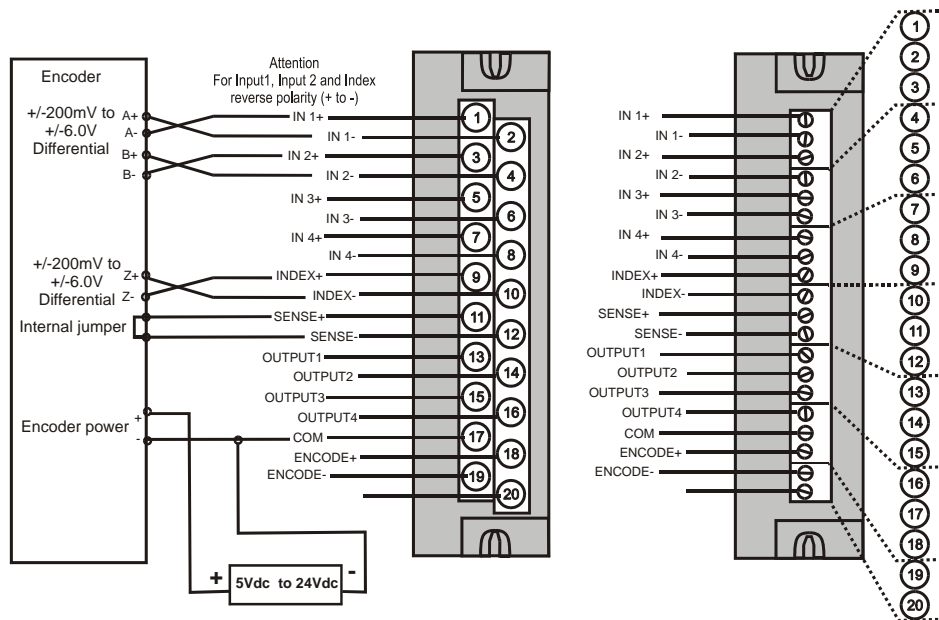 Encoder
+/-200mV to
+/-6.0V
Differential
A+
A-
B+
B-
+/-200mV to
+/-6.0V
Differential
Z+
Z-
Internal jumper
Encoder power
+
-
+
5Vdc to 24Vdc
-
Attention
For Input1, Input 2 and Index
reverse polarity (+ to -)
IN 1+
IN 1-
IN 2+
IN 2-
IN 3+
IN 3-
IN 4+
IN 4-
INDEX+
INDEX-
SENSE+
SENSE-
OUTPUT1
OUTPUT2
OUTPUT3
OUTPUT4
COM
ENCODE+
ENCODE-
1
2
3
4
5
6
7
8
9
10
11
12
13
14
15
16
17
18
19
20
IN 1+
IN 1-
IN 2+
IN 2-
IN 3+
IN 3-
IN 4+
IN 4-
INDEX+
INDEX-
SENSE+
SENSE-
OUTPUT1
OUTPUT2
OUTPUT3
OUTPUT4
COM
ENCODE+
ENCODE-
1
2
3
4
5
6
7
8
9
10
11
12
13
14
15
16
17
18
19
20